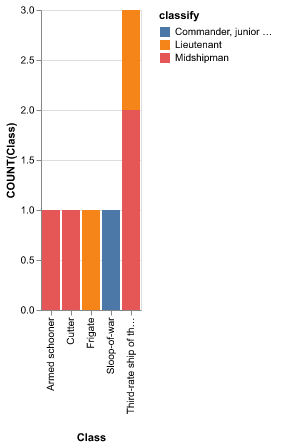 classify
Commander, junior …
Lieutenant
Midshipman
3.0
2.5
2.0
1.5
1.0
0.5
0.0
COUNT(Class)
Armed schooner
Cutter
Frigate
Sloop-of-war
Third-rate ship of th…
Class